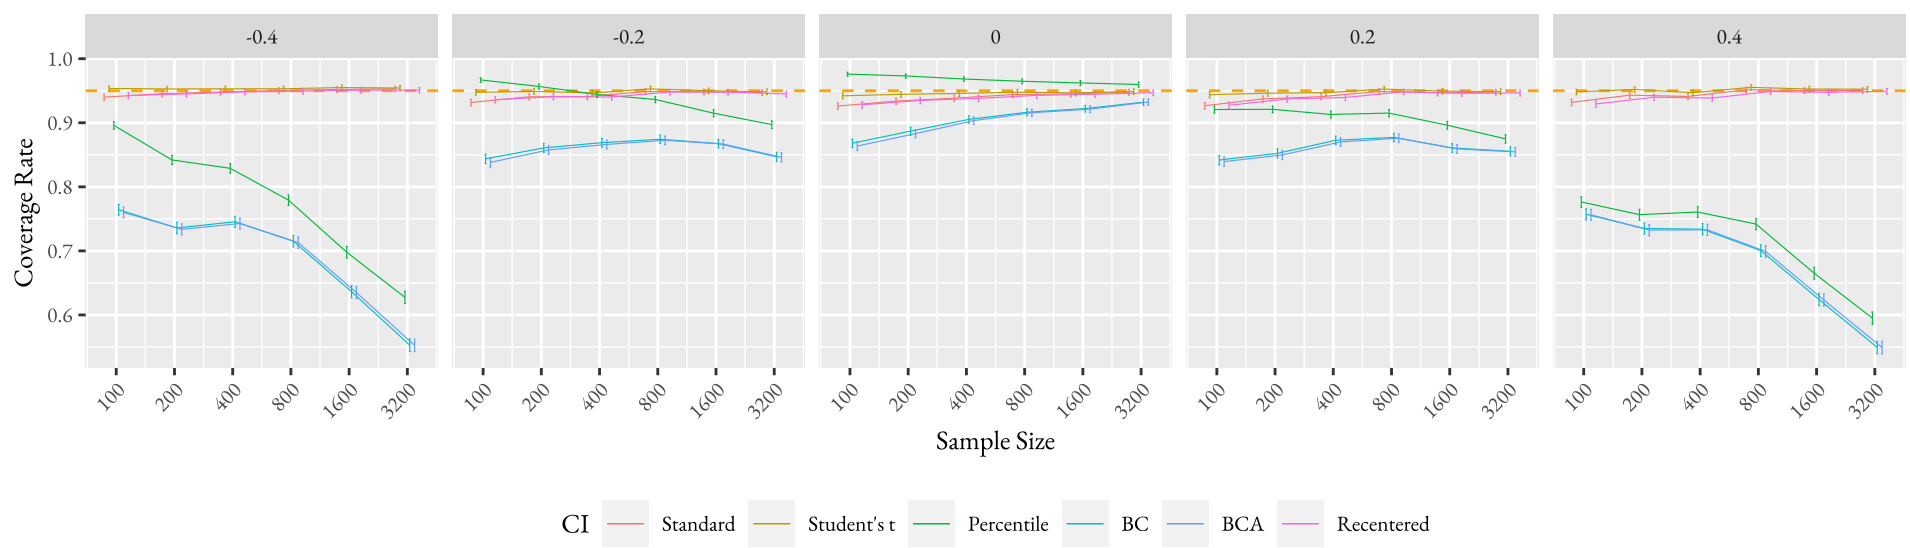 -0.4 -0.2 0 0.2 0.4
1.0
0.9
0.8
0.7
0.6
Coverage Rate
100 200 400 800 1600 3200 100 200 400 800 1600 3200 100 200 400 800 1600 3200 100 200 400 800 1600 3200 100 200 400 800 1600 3200
Sample Size
CI Standard Student's t Percentile BC BCA Recentered